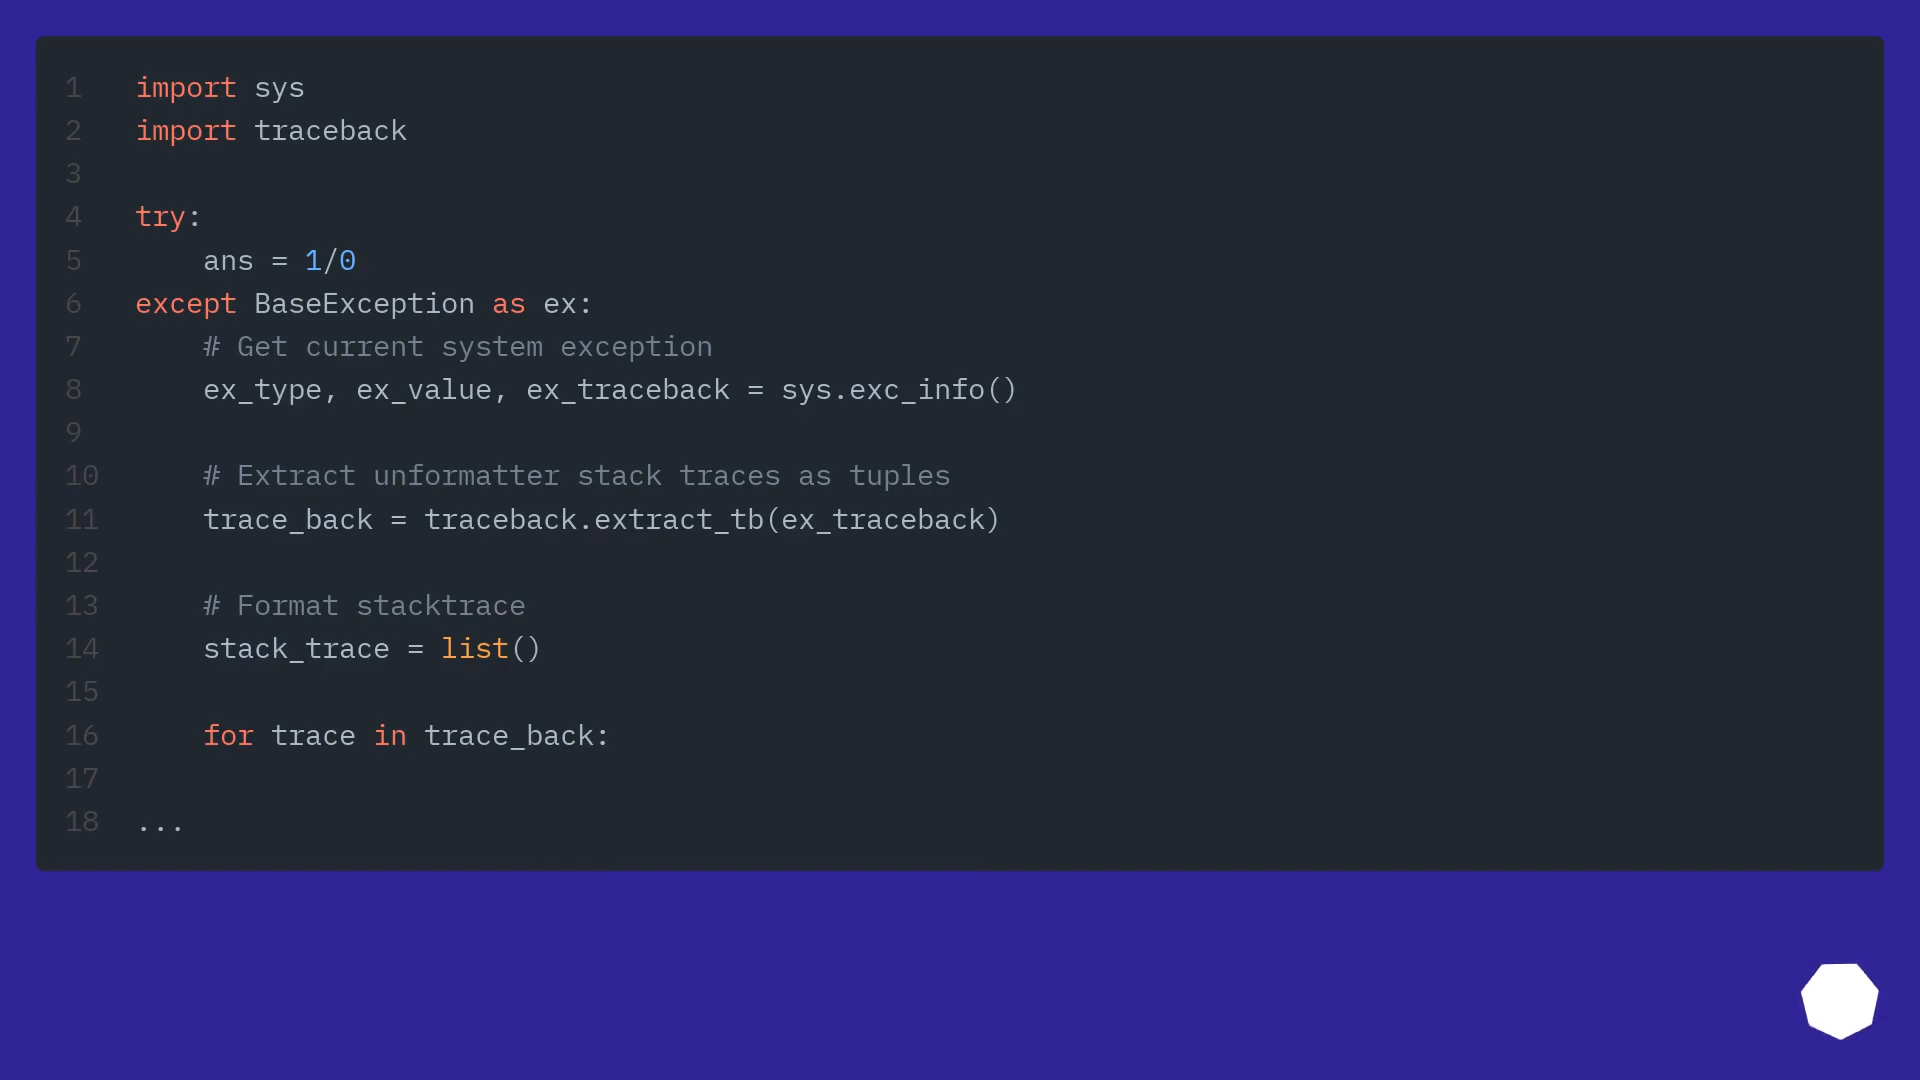 1 import sys
2 import traceback
3
4 try:
5     ans = 1/0
6 except BaseException as ex:
7     # Get current system exception
8     ex_type, ex_value, ex_traceback = sys.exc_info()
9
10     # Extract unformatter stack traces as tuples
11     trace_back = traceback.extract_tb(ex_traceback)
12
13     # Format stacktrace
14     stack_trace = list()
15
16     for trace in trace_back:
17
18 ...